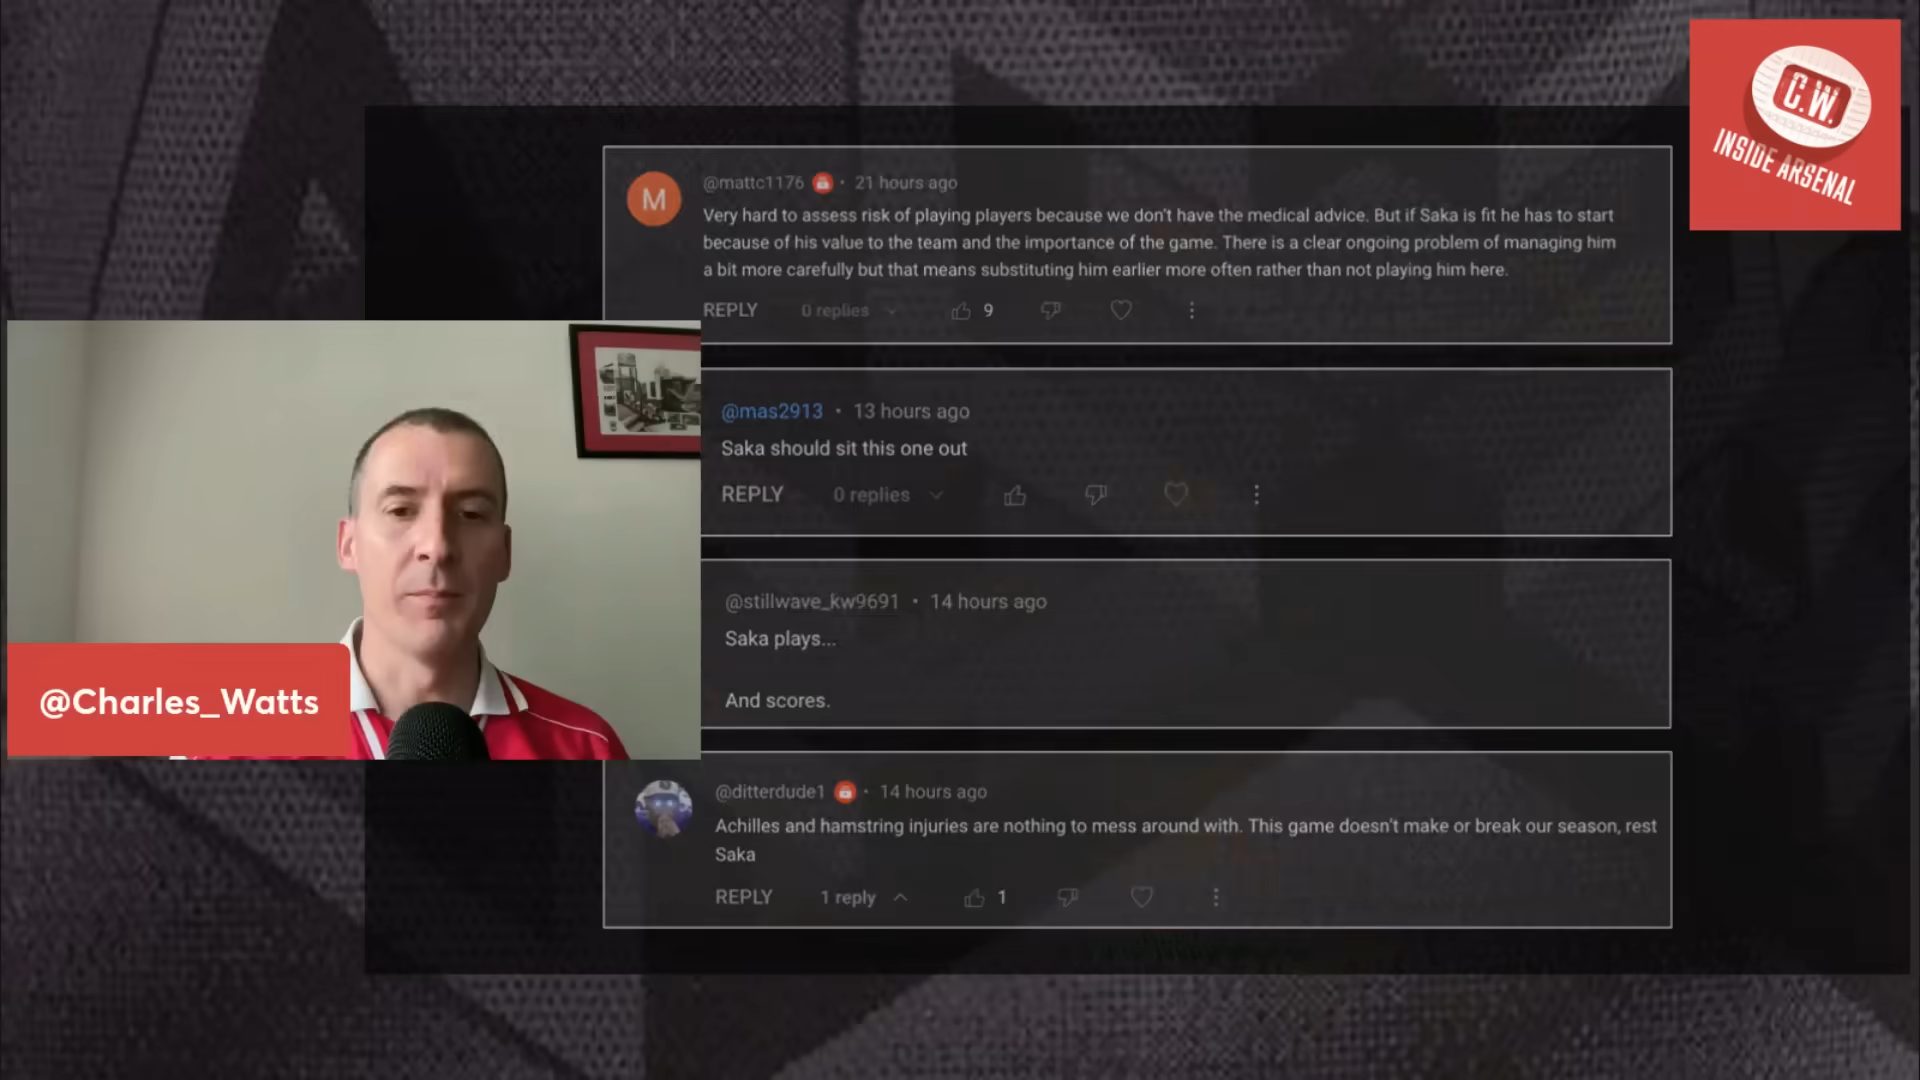 C.W.
INSIDE ARSENAL
M
@mattc1176 · 21 hours ago
Very hard to assess risk of playing players because we don't have the medical advice. But if Saka is fit he has to start
because of his value to the team and the importance of the game. There is a clear ongoing problem of managing him
a bit more carefully but that means substituting him earlier more often rather than not playing him here.
REPLY 0 replies 9
@mas2913 · 13 hours ago
Saka should sit this one out
REPLY 0 replies
@stillwave_kw9691 · 14 hours ago
Saka plays...
And scores.
@Charles_Watts
@ditterdude1 · 14 hours ago
Achilles and hamstring injuries are nothing to mess around with. This game doesn't make or break our season, rest
Saka
REPLY 1 reply 1